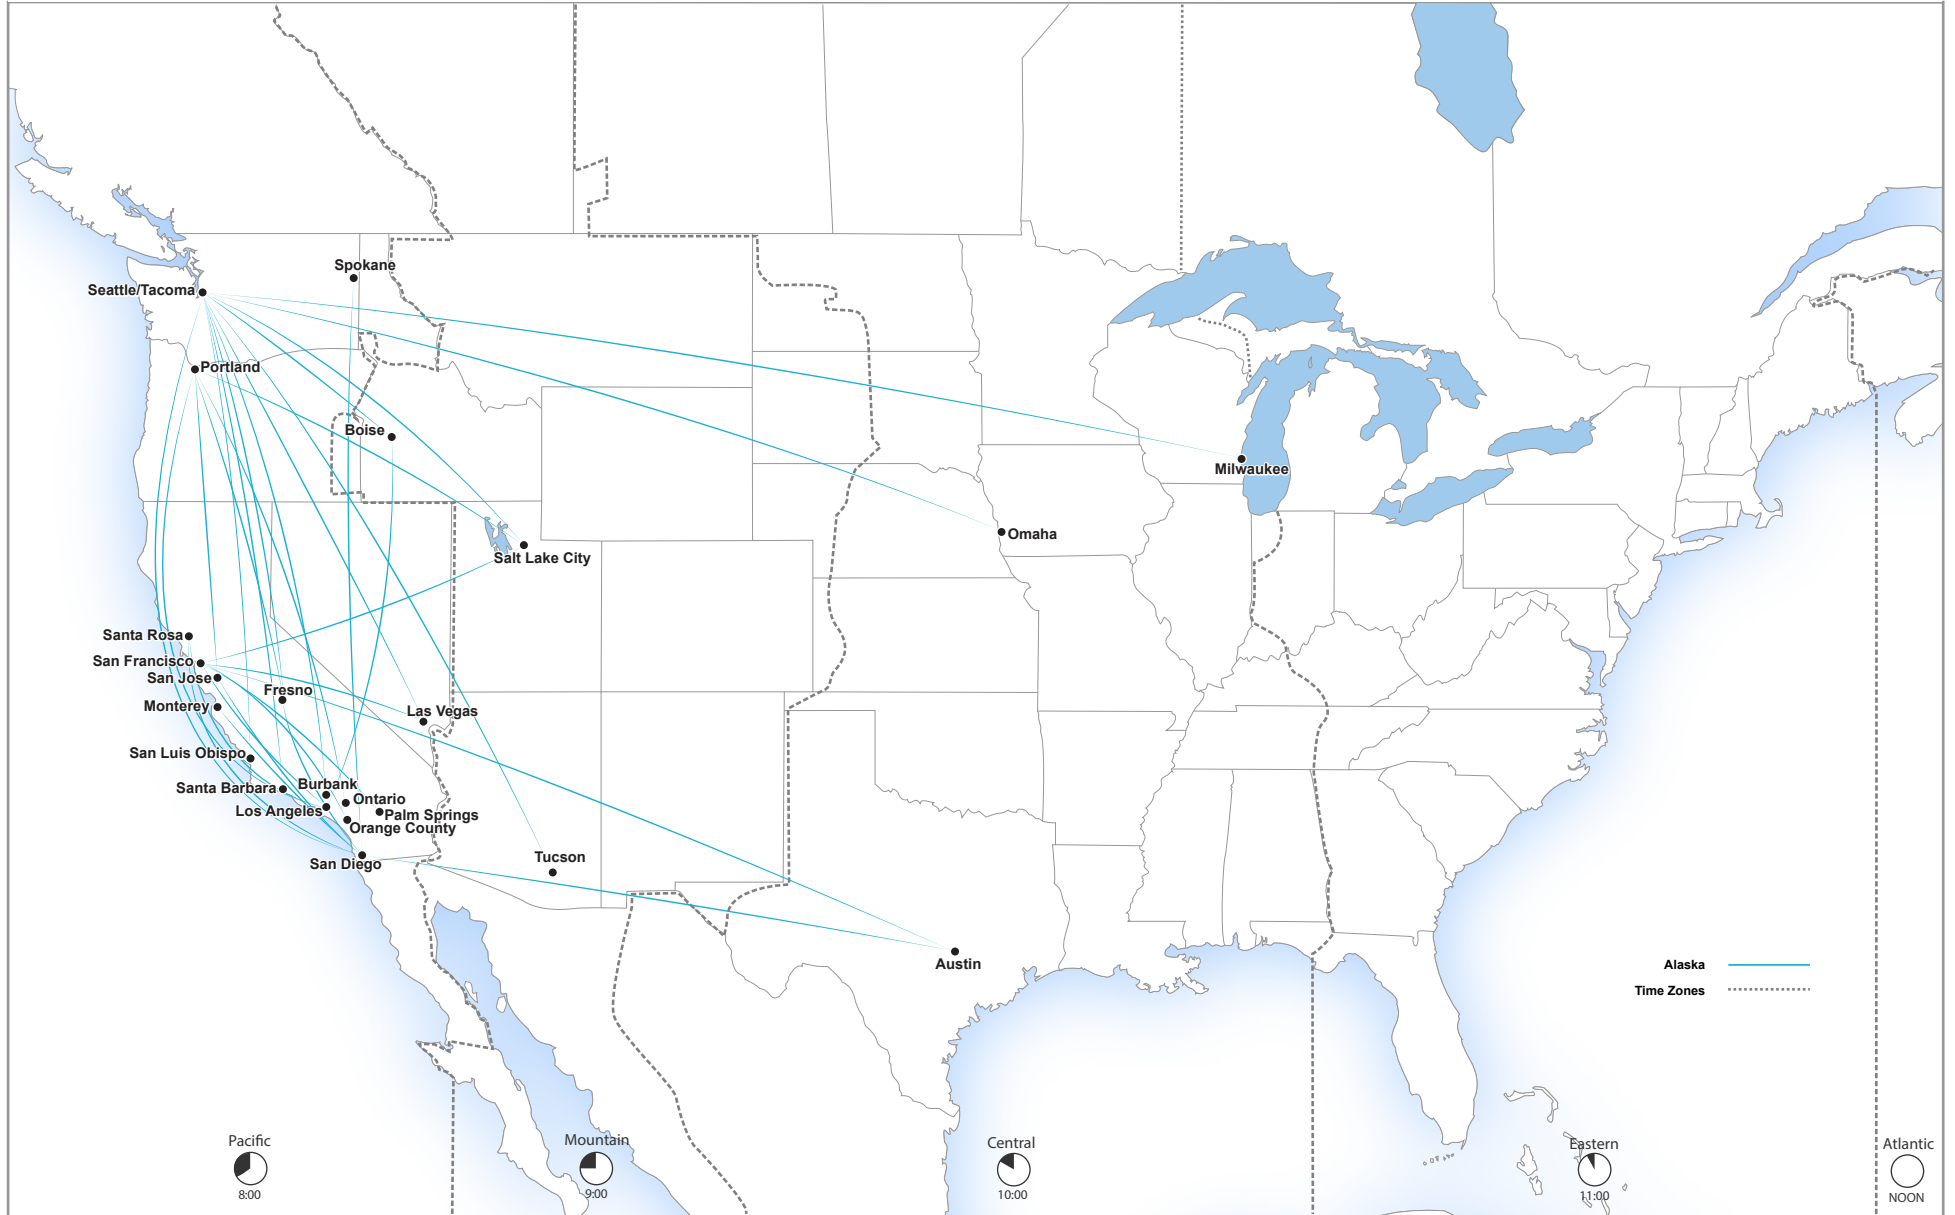 Spokane
Seattle/Tacoma
Portland
Boise
Milwaukee
Omaha
Salt Lake City
Santa Rosa
San Francisco
San Jose
Fresno
Monterey
Las Vegas
San Luis Obispo
Santa Barbara
Burbank
Ontario
Los Angeles
Palm Springs
Orange County
San Diego
Tucson
Austin
Alaska
Time Zones
Pacific
8:00
Mountain
9:00
Central
10:00
Eastern
11:00
Atlantic
NOON